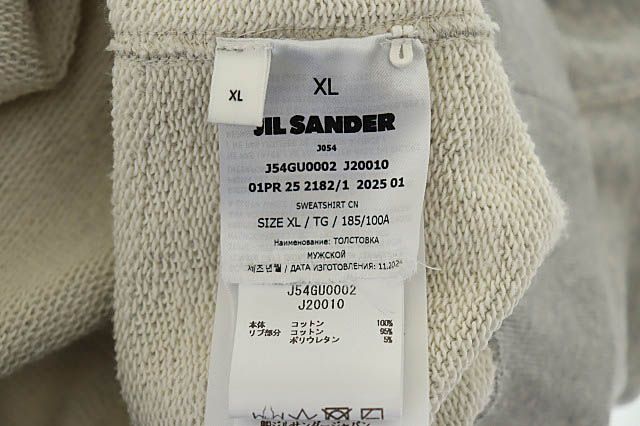 XL
XL
JIL SANDER
J054
J54GU0002 J20010
01PR 25 2182/1 2025 01
SWEATSHIRT CN
SIZE XL / TG / 185/100A
Наименование: ТОЛСТОВКА
МУЖСКОЙ
제조년월 / ДАТА ИЗГОТОВЛЕНИЯ: 11.2024
J54GU0002
J20010
本体 コットン 100%
リブ部分 コットン 95%
ポリウレタン 5%